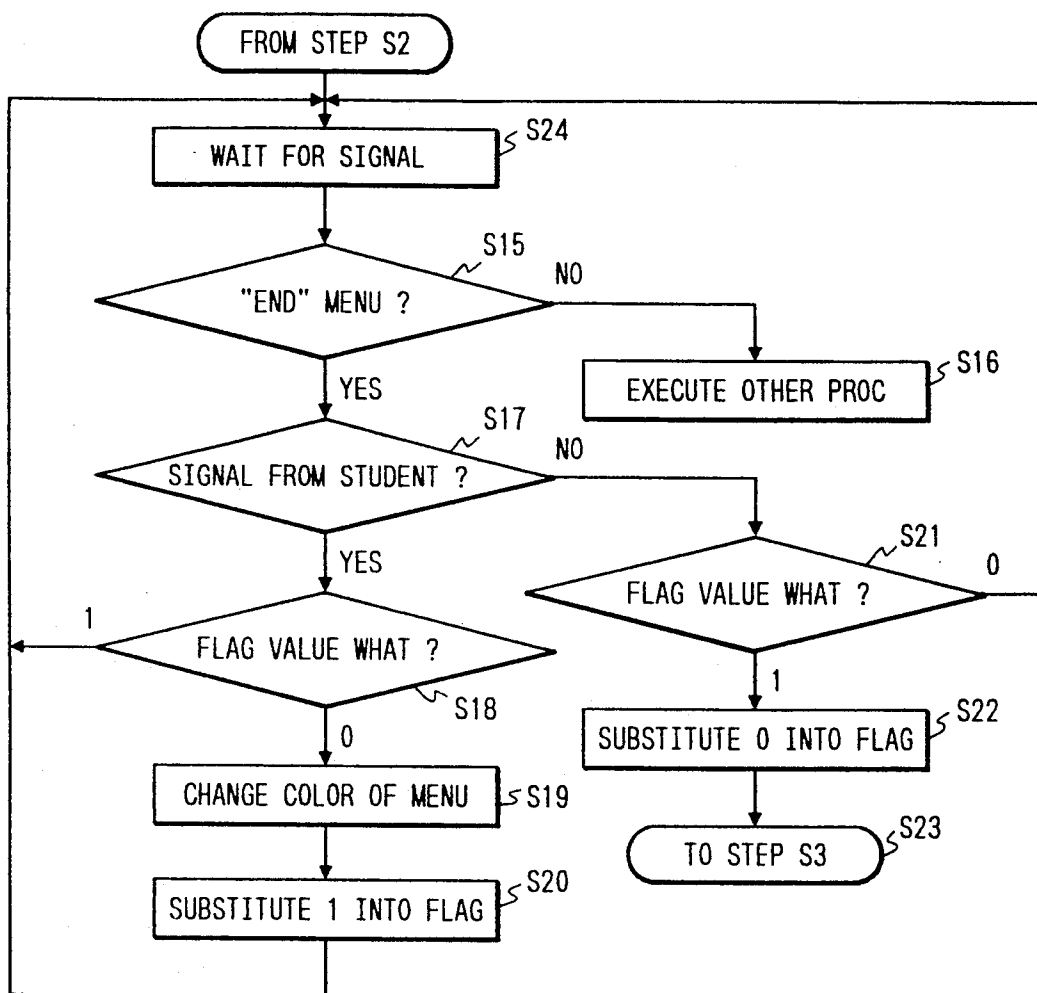 FROM STEP S2
S24
WAIT FOR SIGNAL
S15
"END" MENU ?
NO
YES
S16
EXECUTE OTHER PROC
S17
SIGNAL FROM STUDENT ?
NO
YES
S21
FLAG VALUE WHAT ?
0
1
FLAG VALUE WHAT ?
S18
1
0
S22
SUBSTITUTE 0 INTO FLAG
CHANGE COLOR OF MENU
S19
S23
TO STEP S3
S20
SUBSTITUTE 1 INTO FLAG